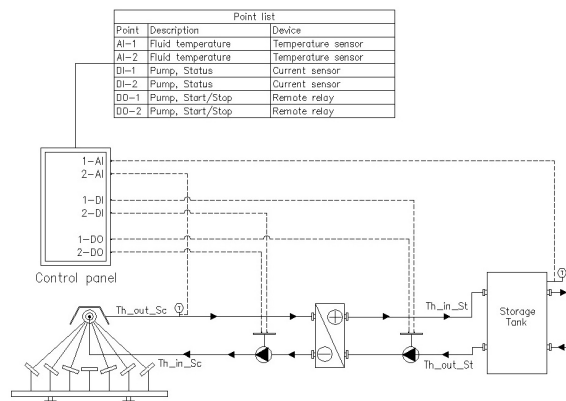 Point list
Point Description Device
AI-1 Fluid temperature Temperature sensor
AI-2 Fluid temperature Temperature sensor
DI-1 Pump, Status Current sensor
DI-2 Pump, Status Current sensor
DO-1 Pump, Start/Stop Remote relay
DO-2 Pump, Start/Stop Remote relay
1-AI
2-AI
1-DI
2-DI
1-DO
2-DO
Control panel
T
Th_out_Sc T
Th_in_St
Storage
Tank
Th_in_Sc
Th_out_St